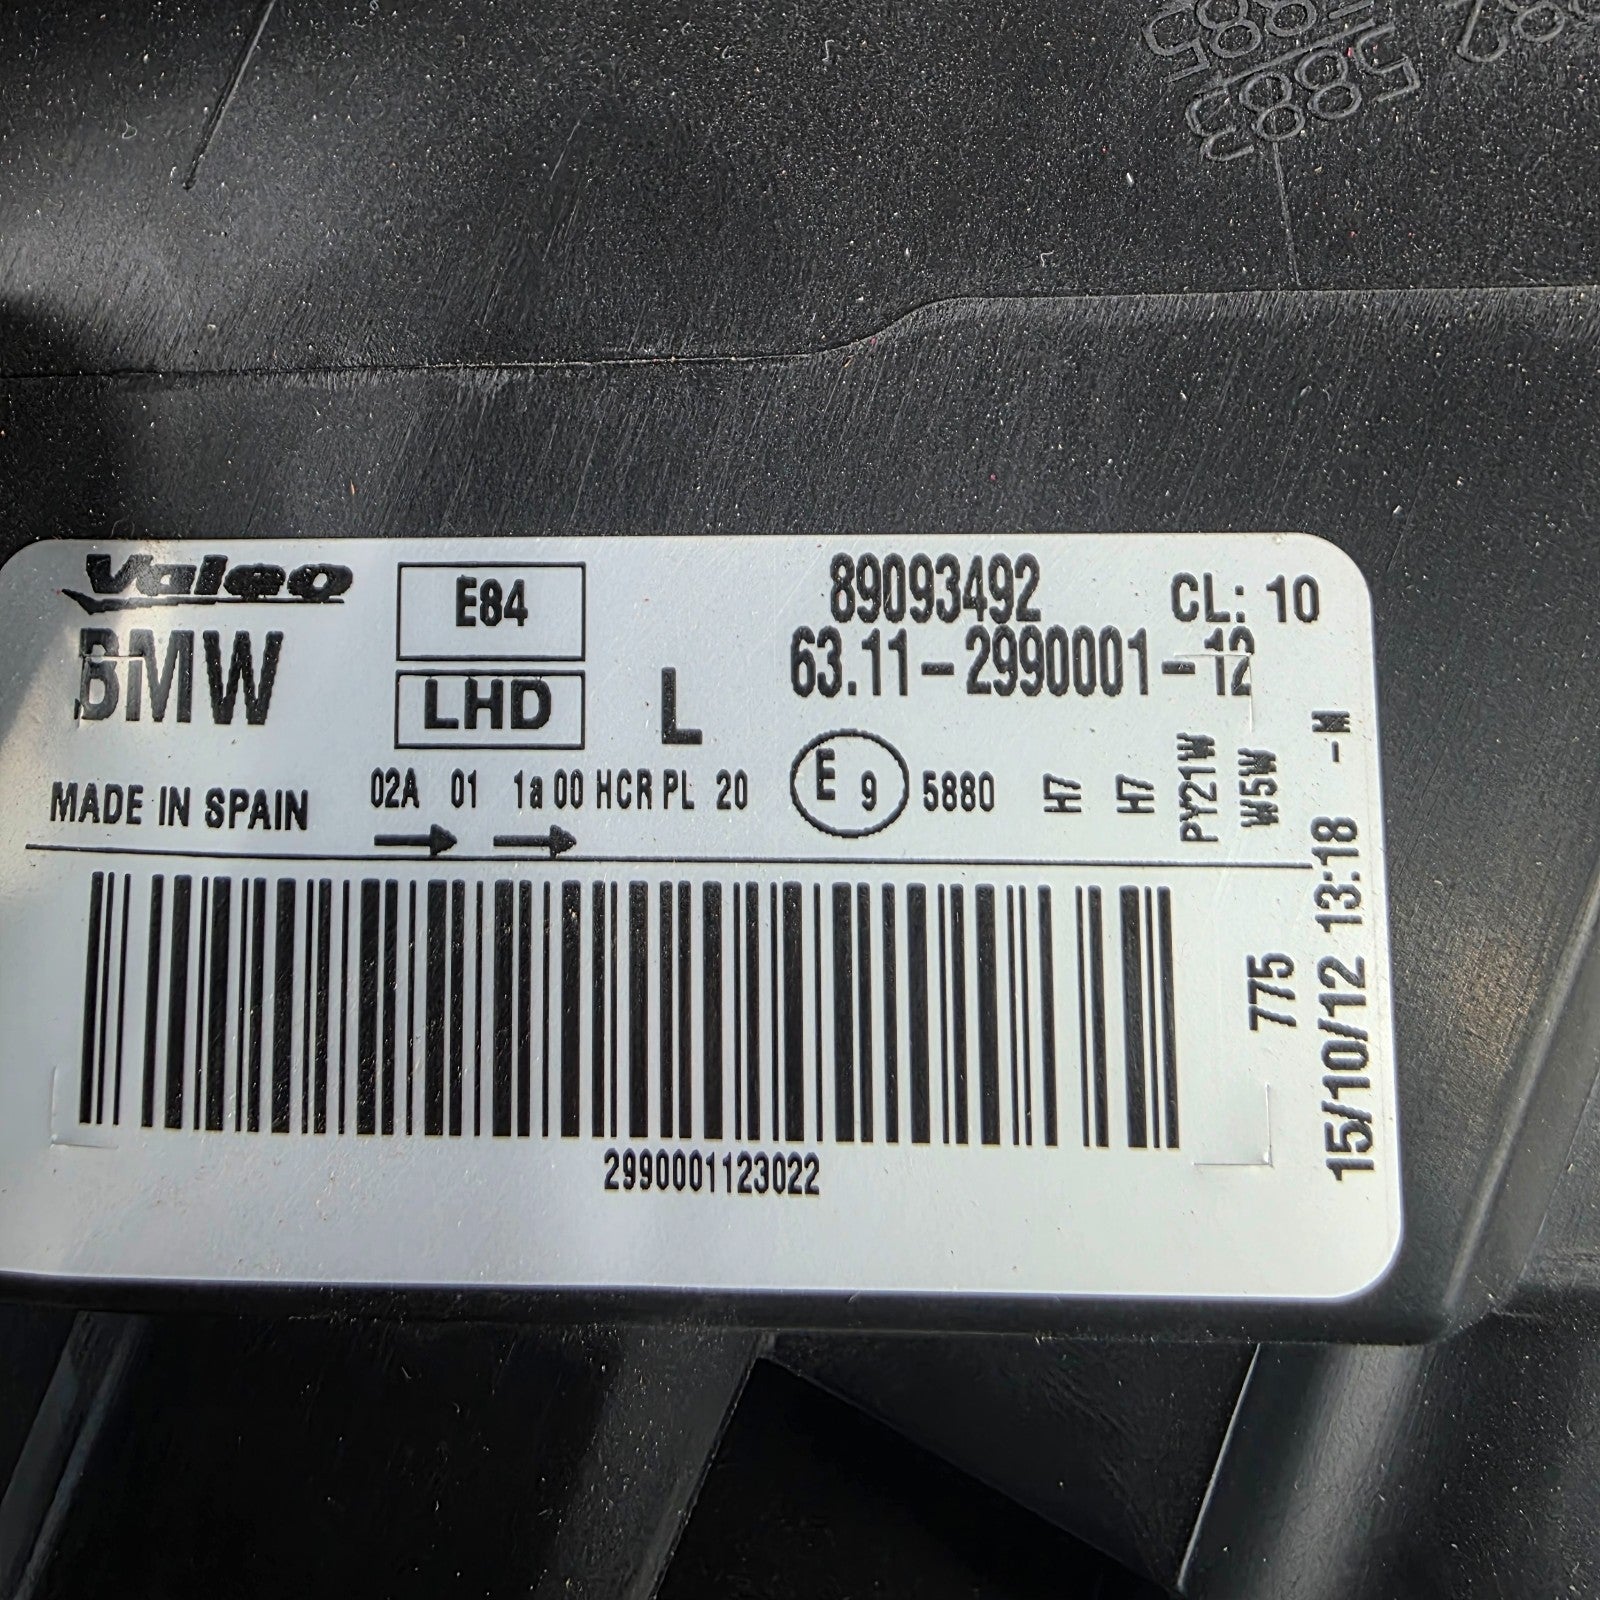 Valeo
BMW
E84
LHD
L
89093492
CL: 10
63.11-2990001-12
MADE IN SPAIN
02A 01 1a 00 HCR PL 20
E 9
5880
H7
H7
PY21W
W5W
775
15/10/12 13:18 -M
2990001123022